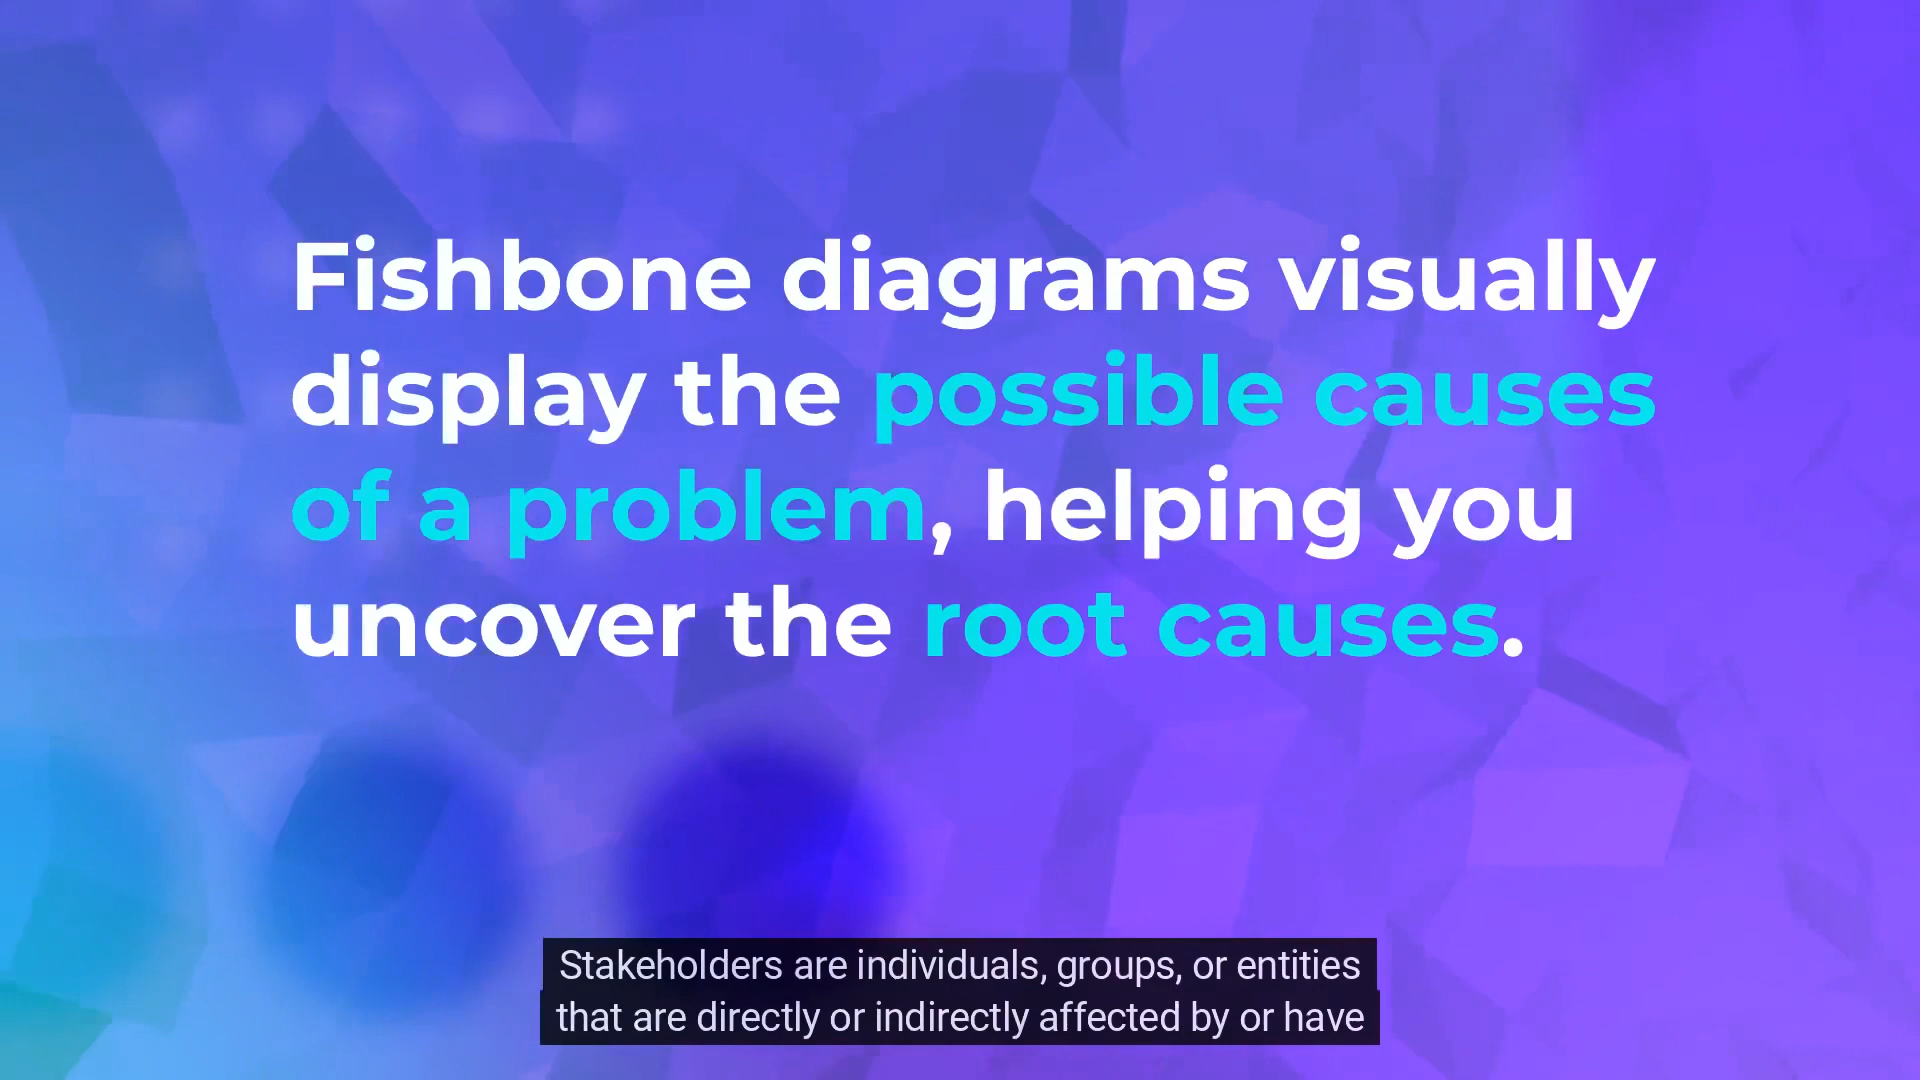 Fishbone diagrams visually
display the possible causes
of a problem, helping you
uncover the root causes.
Stakeholders are individuals, groups, or entities
that are directly or indirectly affected by or have